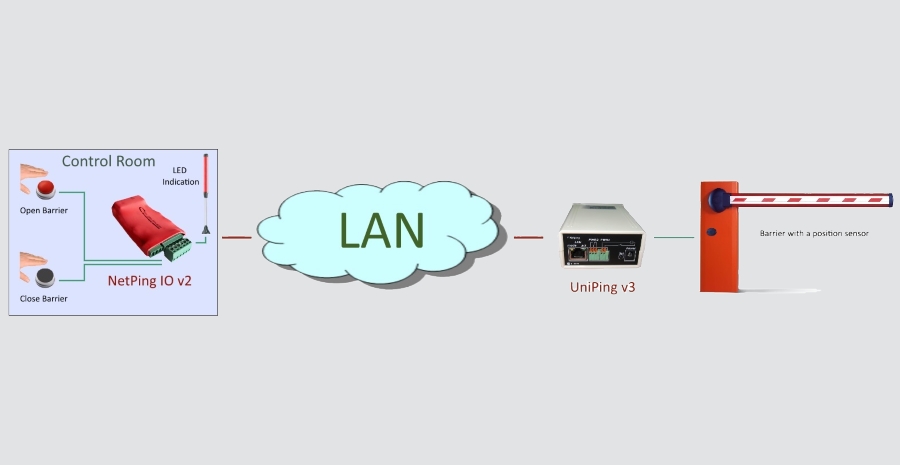 Control Room
LED
Indication
Open Barrier
Close Barrier
NetPing IO v2
LAN
UniPing v3
Barrier with a position sensor